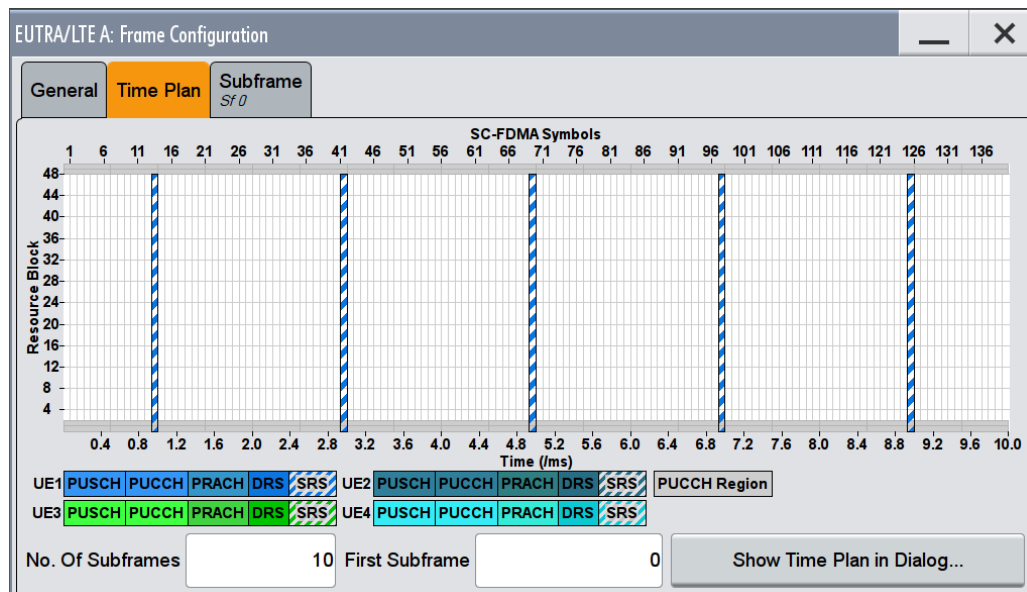 EUTRA/LTE A: Frame Configuration
General Time Plan Subframe
Sf 0
SC-FDMA Symbols
1 6 11 16 21 26 31 36 41 46 51 56 61 66 71 76 81 86 91 96 101 106 111 116 121 126 131 136
Resource Block
48
44
40
36
32
28
24
20
16
12
8
4
0.4 0.8 1.2 1.6 2.0 2.4 2.8 3.2 3.6 4.0 4.4 4.8 5.2 5.6 6.0 6.4 6.8 7.2 7.6 8.0 8.4 8.8 9.2 9.6 10.0
Time (/ms)
UE1 PUSCH PUCCH PRACH DRS SRS UE2 PUSCH PUCCH PRACH DRS SRS PUCCH Region
UE3 PUSCH PUCCH PRACH DRS SRS UE4 PUSCH PUCCH PRACH DRS SRS
No. Of Subframes 10 First Subframe 0 Show Time Plan in Dialog...